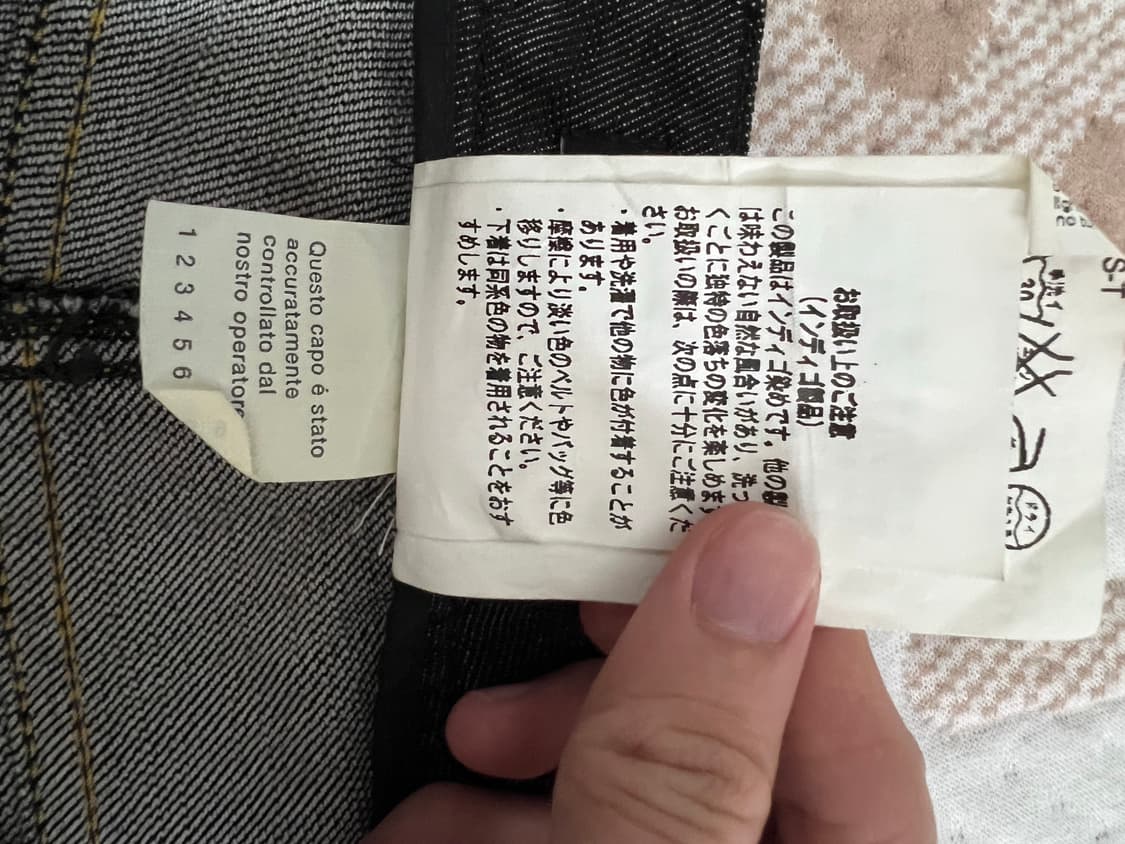 お取扱い上のご注意
(インディゴ製品)
この製品はインディゴ染めです。他の製
は味わえない自然な風合いがあり、洗っ
くことに独特の色落ちの変化を楽しめます
お取扱いの際は、次の点に十分にご注意くだ
さい。
・着用や洗濯で他の物に色が付着することが
あります。
・摩擦により淡い色のベルトやバッグ等に色
移りしますので、ご注意ください。
・下着は同系色の物を着用されることをおす
すめします。
Questo capo é stato
accuratamente
controllato dal
nostro operatore
1 2 3 4 5 6
ドライ
S-T